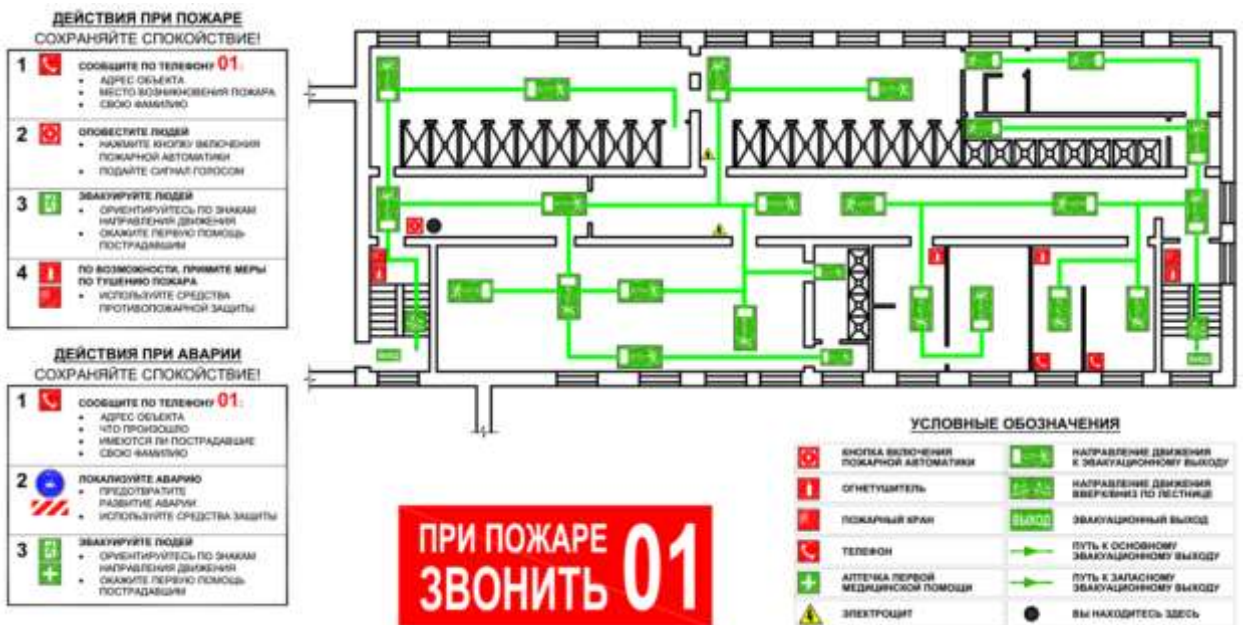 ДЕЙСТВИЯ ПРИ ПОЖАРЕ
СОХРАНЯЙТЕ СПОКОЙСТВИЕ!
1 СООБЩИТЕ ПО ТЕЛЕФОНУ 01:
• АДРЕС ОБЪЕКТА
• МЕСТО ВОЗНИКНОВЕНИЯ ПОЖАРА
• СВОЮ ФАМИЛИЮ
2 ОПОВЕСТИТЕ ЛЮДЕЙ
• НАЖМИТЕ КНОПКУ ВКЛЮЧЕНИЯ
ПОЖАРНОЙ АВТОМАТИКИ
• ПОДАЙТЕ СИГНАЛ ГОЛОСОМ
3 ЭВАКУИРУЙТЕ ЛЮДЕЙ
• ОРИЕНТИРУЙТЕСЬ ПО ЗНАКАМ
НАПРАВЛЕНИЯ ДВИЖЕНИЯ
• ОКАЖИТЕ ПЕРВУЮ ПОМОЩЬ
ПОСТРАДАВШИМ
4 ПО ВОЗМОЖНОСТИ, ПРИМИТЕ МЕРЫ
ПО ТУШЕНИЮ ПОЖАРА
• ИСПОЛЬЗУЙТЕ СРЕДСТВА
ПРОТИВОПОЖАРНОЙ ЗАЩИТЫ
ДЕЙСТВИЯ ПРИ АВАРИИ
СОХРАНЯЙТЕ СПОКОЙСТВИЕ!
1 СООБЩИТЕ ПО ТЕЛЕФОНУ 01:
• АДРЕС ОБЪЕКТА
• ЧТО ПРОИЗОШЛО
• ИМЕЮТСЯ ЛИ ПОСТРАДАВШИЕ
• СВОЮ ФАМИЛИЮ
2 ЛОКАЛИЗУЙТЕ АВАРИЮ
• ПРЕДОТВРАТИТЕ
РАЗВИТИЕ АВАРИИ
• ИСПОЛЬЗУЙТЕ СРЕДСТВА ЗАЩИТЫ
3 ЭВАКУИРУЙТЕ ЛЮДЕЙ
• ОРИЕНТИРУЙТЕСЬ ПО ЗНАКАМ
НАПРАВЛЕНИЯ ДВИЖЕНИЯ
• ОКАЖИТЕ ПЕРВУЮ ПОМОЩЬ
ПОСТРАДАВШИМ
ВЫХОД
ВЫХОД
ПРИ ПОЖАРЕ
ЗВОНИТЬ 01
УСЛОВНЫЕ ОБОЗНАЧЕНИЯ
КНОПКА ВКЛЮЧЕНИЯ
ПОЖАРНОЙ АВТОМАТИКИ
ОГНЕТУШИТЕЛЬ
ПОЖАРНЫЙ КРАН
ТЕЛЕФОН
АПТЕЧКА ПЕРВОЙ
МЕДИЦИНСКОЙ ПОМОЩИ
ЭЛЕКТРОЩИТ
НАПРАВЛЕНИЕ ДВИЖЕНИЯ
К ЭВАКУАЦИОННОМУ ВЫХОДУ
НАПРАВЛЕНИЕ ДВИЖЕНИЯ
ВВЕРХ/ВНИЗ ПО ЛЕСТНИЦЕ
ВЫХОД ЭВАКУАЦИОННЫЙ ВЫХОД
ПУТЬ К ОСНОВНОМУ
ЭВАКУАЦИОННОМУ ВЫХОДУ
ПУТЬ К ЗАПАСНОМУ
ЭВАКУАЦИОННОМУ ВЫХОДУ
ВЫ НАХОДИТЕСЬ ЗДЕСЬ